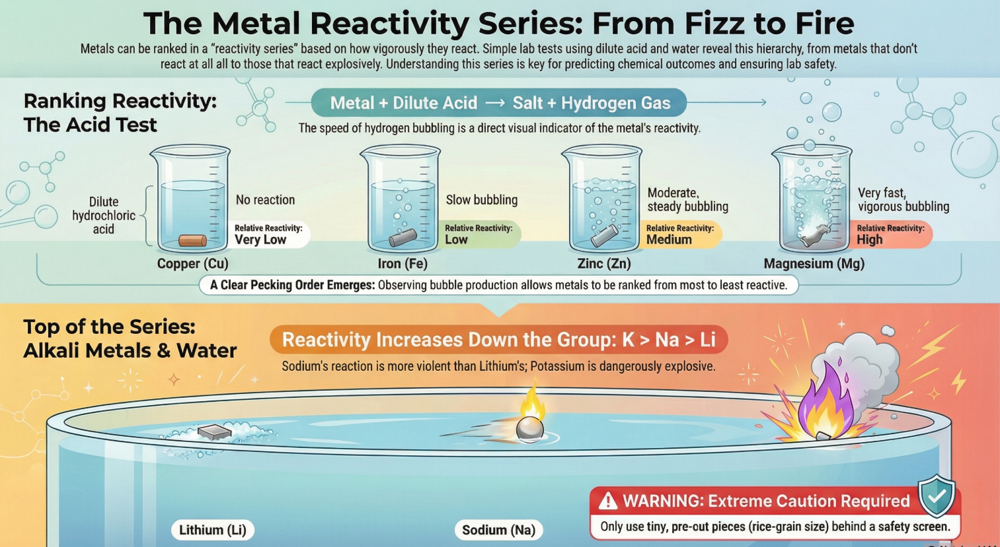 The Metal Reactivity Series: From Fizz to Fire
Metals can be ranked in a “reactivity series” based on how vigorously they react. Simple lab tests using dilute acid and water reveal this hierarchy, from metals that don’t
react at all all to those that react explosively. Understanding this series is key for predicting chemical outcomes and ensuring lab safety.
Ranking Reactivity:
The Acid Test
Metal + Dilute Acid → Salt + Hydrogen Gas
The speed of hydrogen bubbling is a direct visual indicator of the metal's reactivity.
Dilute
hydrochloric
acid
No reaction
Relative Reactivity:
Very Low
Copper (Cu)
Slow bubbling
Relative Reactivity:
Low
Iron (Fe)
Moderate,
steady bubbling
Relative Reactivity:
Medium
Zinc (Zn)
Very fast,
vigorous bubbling
Relative Reactivity:
High
Magnesium (Mg)
A Clear Pecking Order Emerges: Observing bubble production allows metals to be ranked from most to least reactive.
Top of the Series:
Alkali Metals & Water
Reactivity Increases Down the Group: K > Na > Li
Sodium's reaction is more violent than Lithium's; Potassium is dangerously explosive.
Lithium (Li)
Sodium (Na)
WARNING: Extreme Caution Required
Only use tiny, pre-out pieces (rice-grain size) behind a safety screen.